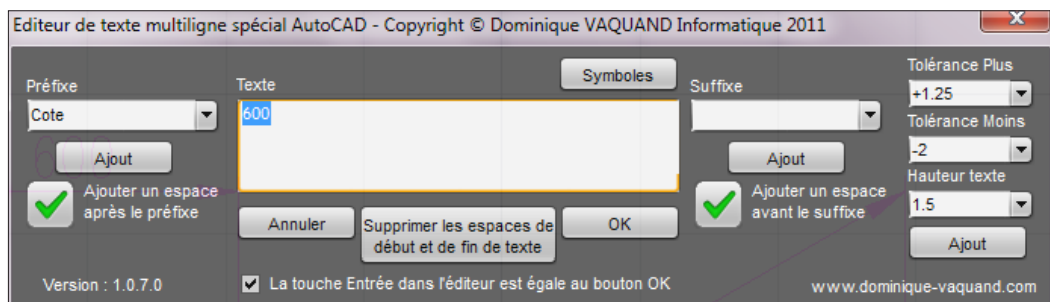 Editeur de texte multiligne spécial AutoCAD - Copyright © Dominique VAQUAND Informatique 2011
Préfixe
Cote
Ajout
Ajouter un espace
après le préfixe
Texte
Symboles
600
Annuler
Supprimer les espaces de
début et de fin de texte
OK
Suffixe
Ajout
Ajouter un espace
avant le suffixe
Tolérance Plus
+1.25
Tolérance Moins
-2
Hauteur texte
1.5
Ajout
Version : 1.0.7.0
La touche Entrée dans l'éditeur est égale au bouton OK
www.dominique-vaquand.com